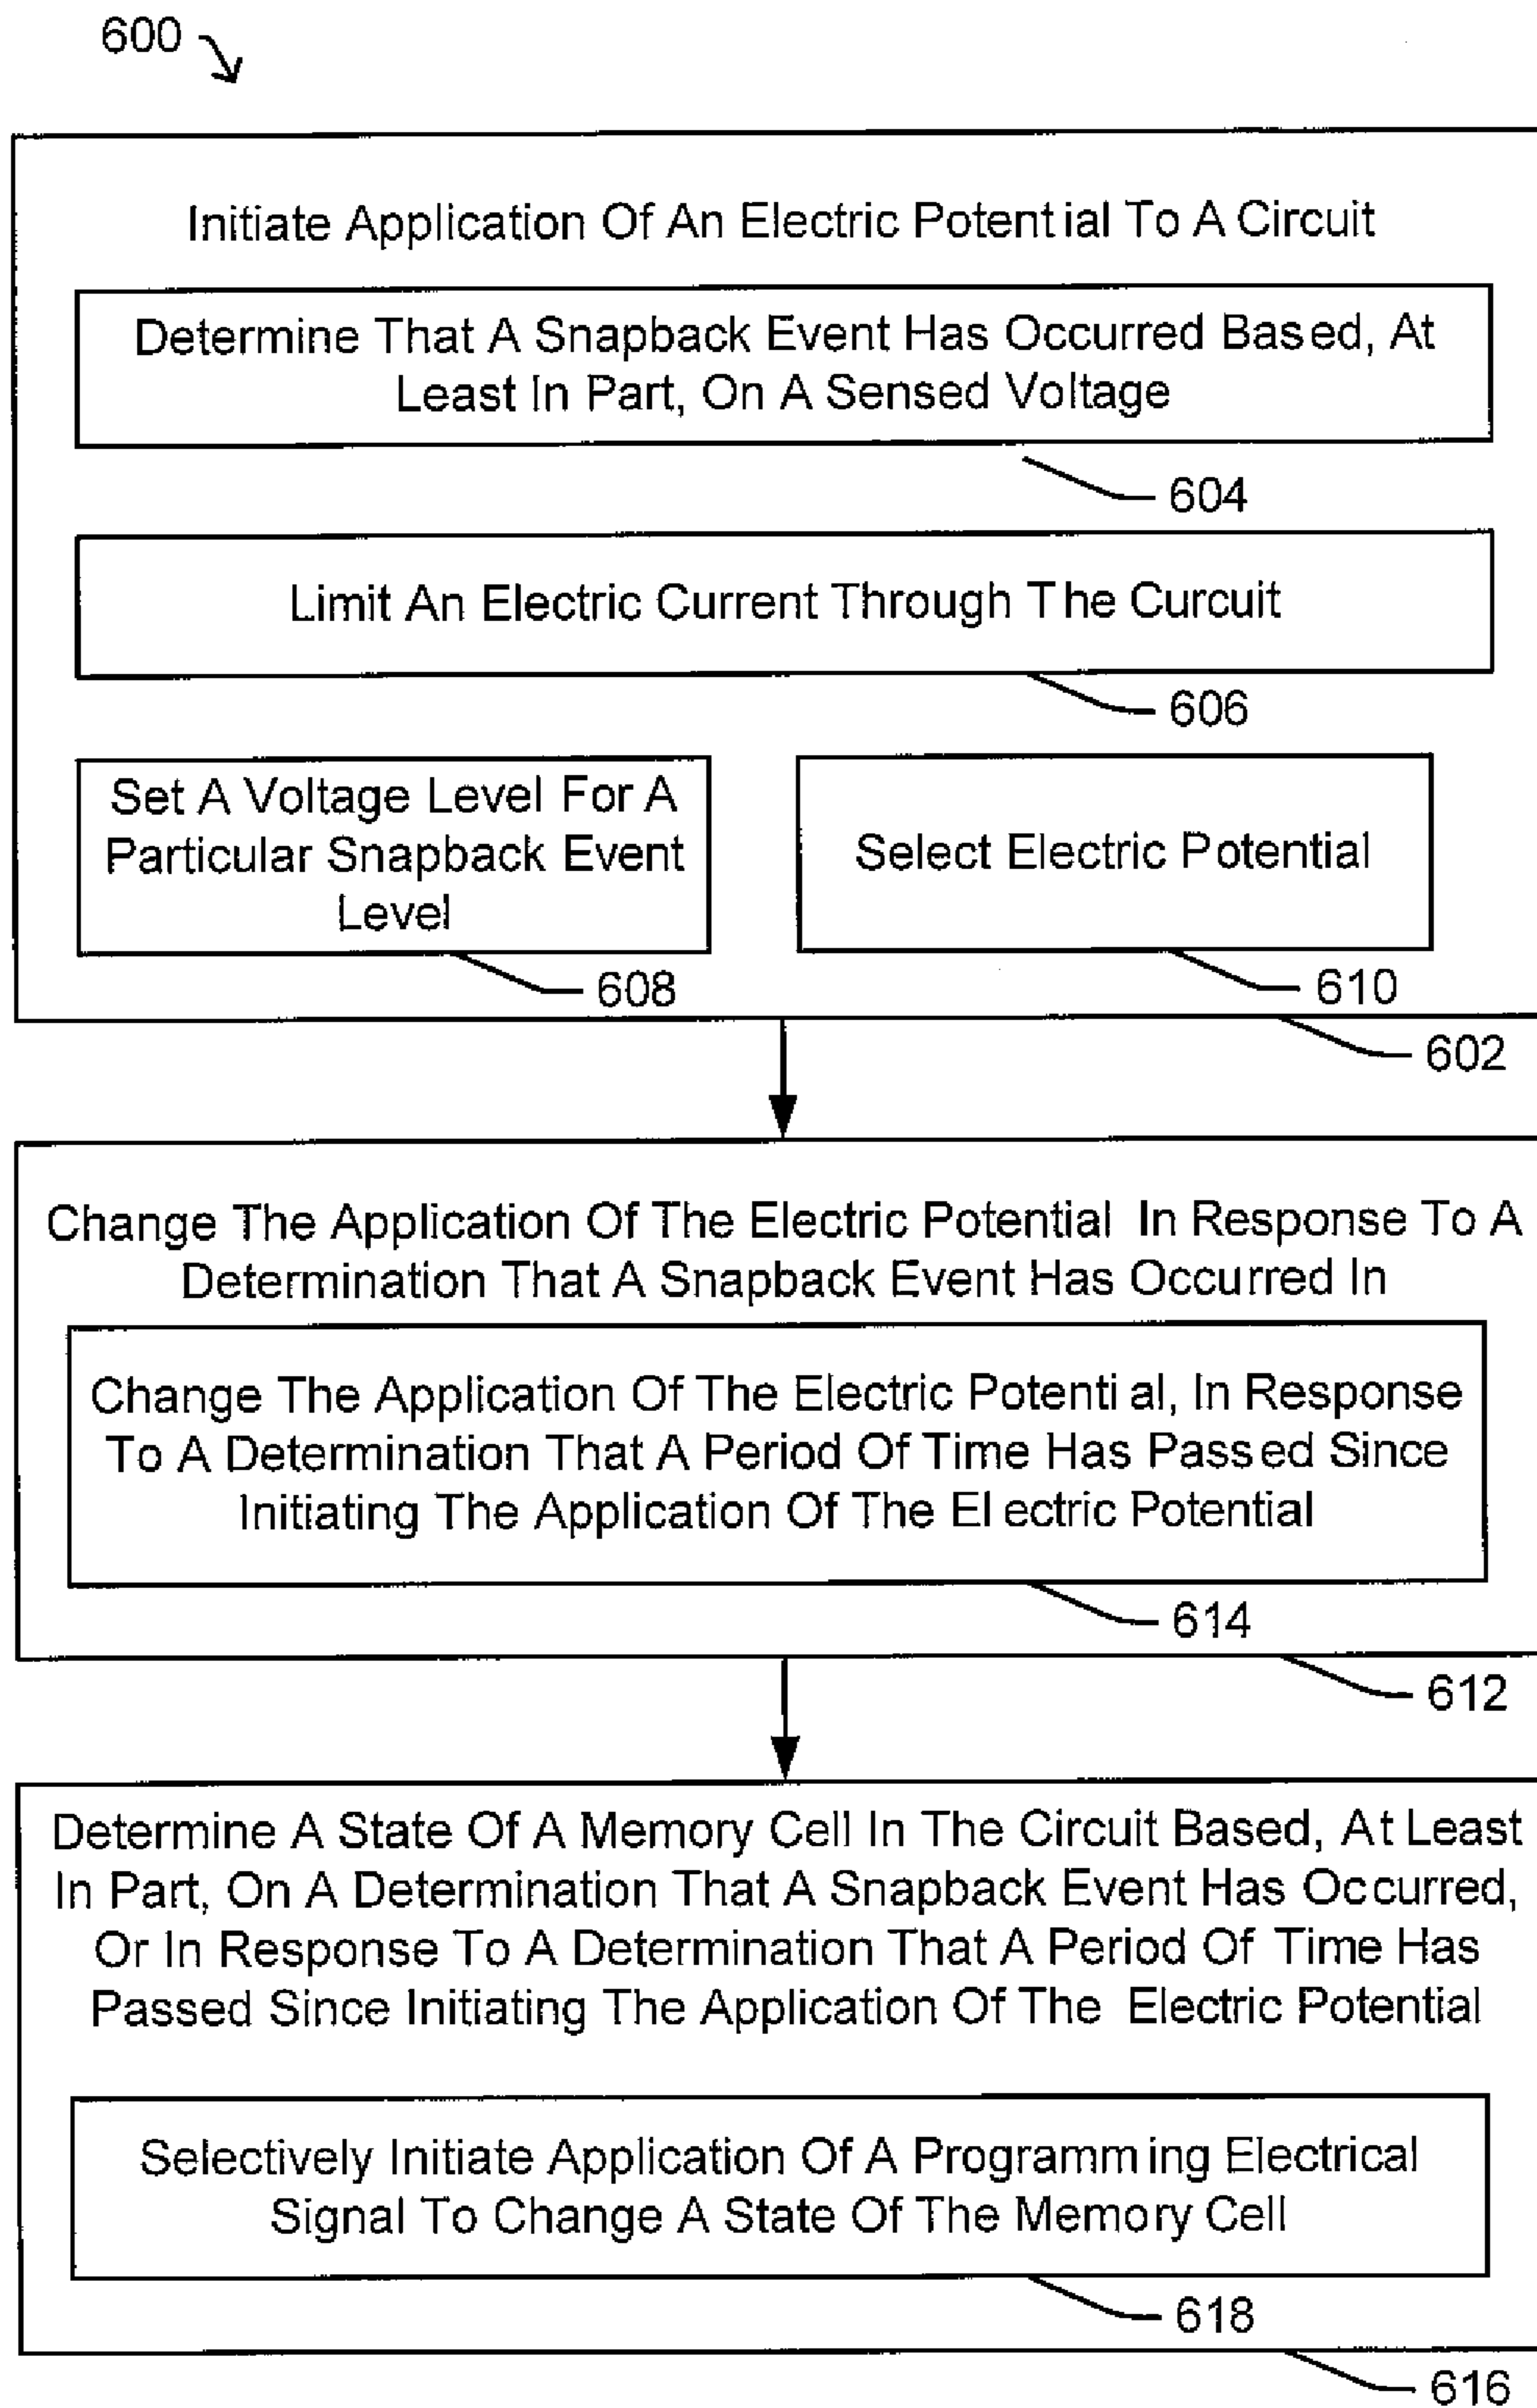 600
Initiate Application Of An Electric Potential To A Circuit
Determine That A Snapback Event Has Occurred Based, At
Least In Part, On A Sensed Voltage
604
Limit An Electric Current Through The Curcuit
606
Set A Voltage Level For A
Particular Snapback Event
Level
608
Select Electric Potential
610
602
Change The Application Of The Electric Potential In Response To A
Determination That A Snapback Event Has Occurred In
Change The Application Of The Electric Potential, In Response
To A Determination That A Period Of Time Has Passed Since
Initiating The Application Of The Electric Potential
614
612
Determine A State Of A Memory Cell In The Circuit Based, At Least
In Part, On A Determination That A Snapback Event Has Occurred,
Or In Response To A Determination That A Period Of Time Has
Passed Since Initiating The Application Of The Electric Potential
Selectively Initiate Application Of A Programming Electrical
Signal To Change A State Of The Memory Cell
618
616